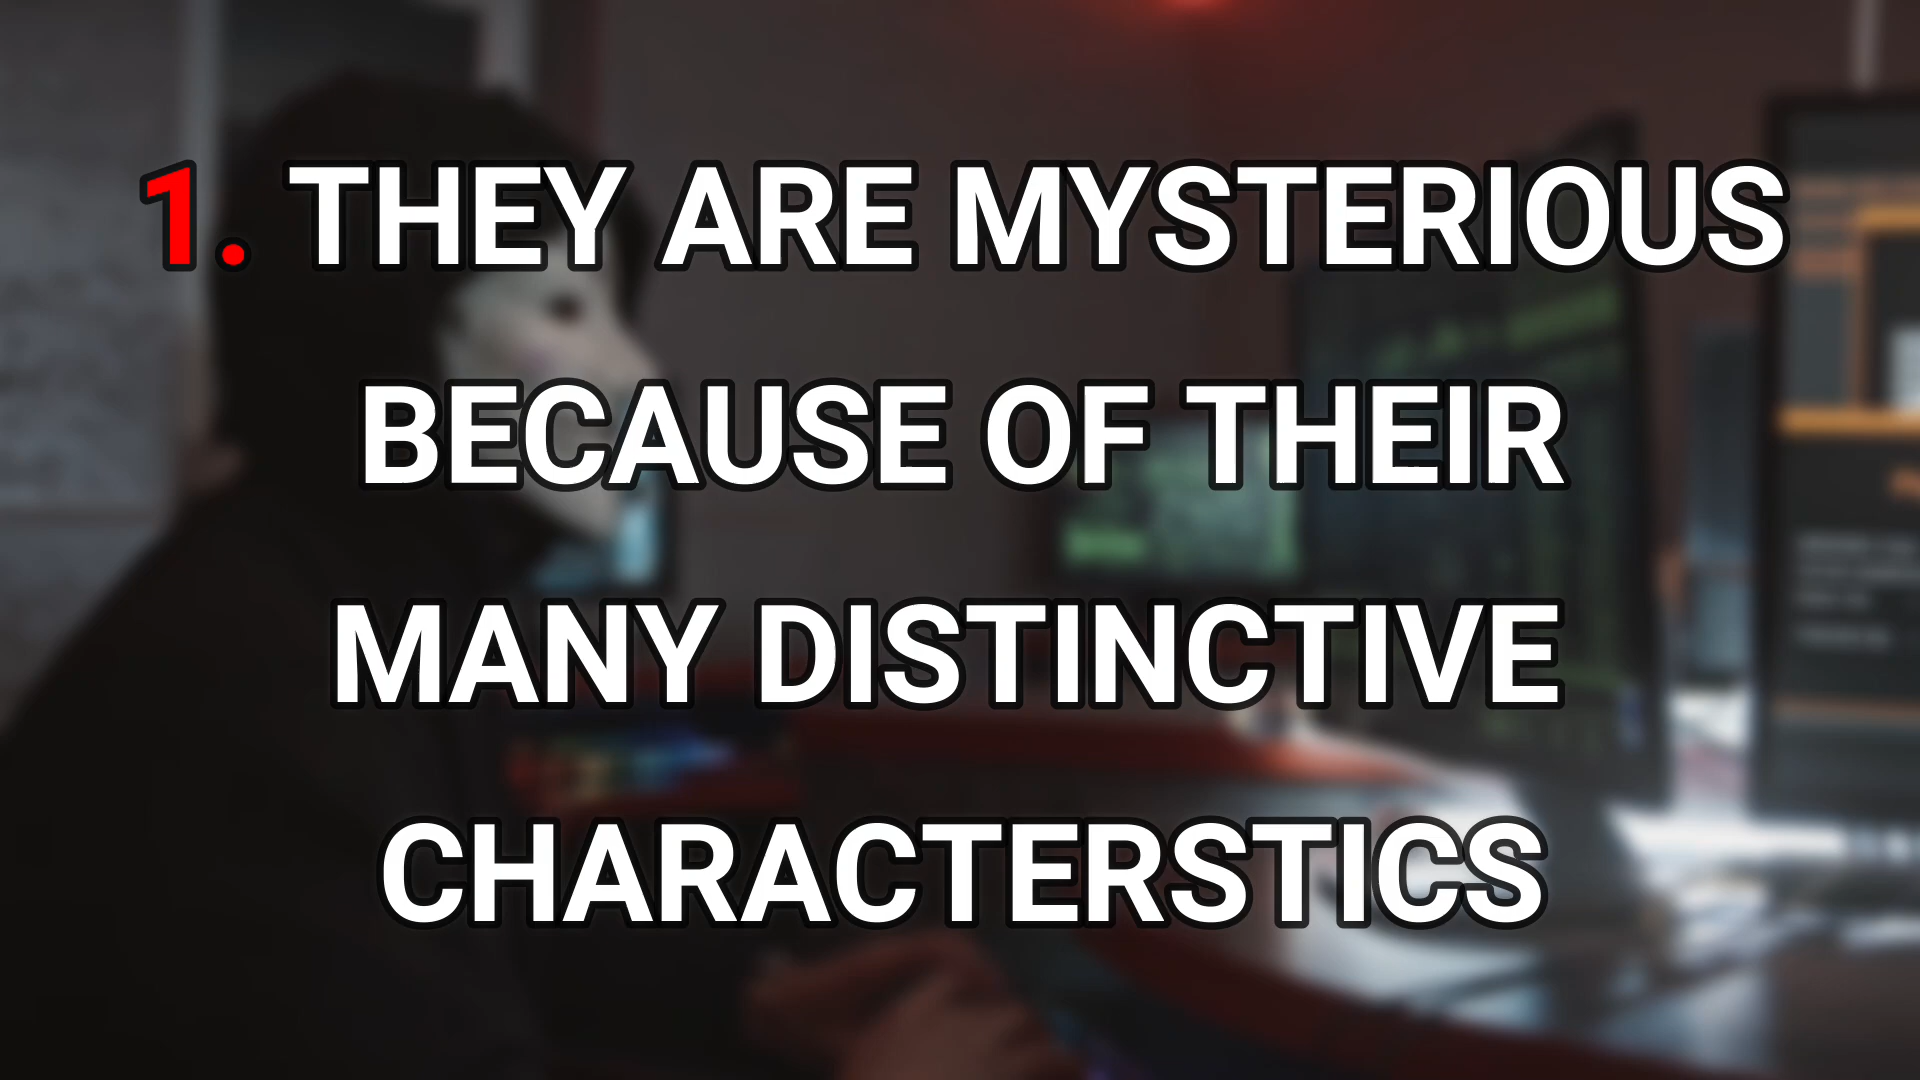 1. THEY ARE MYSTERIOUS
BECAUSE OF THEIR
MANY DISTINCTIVE
CHARACTERSTICS